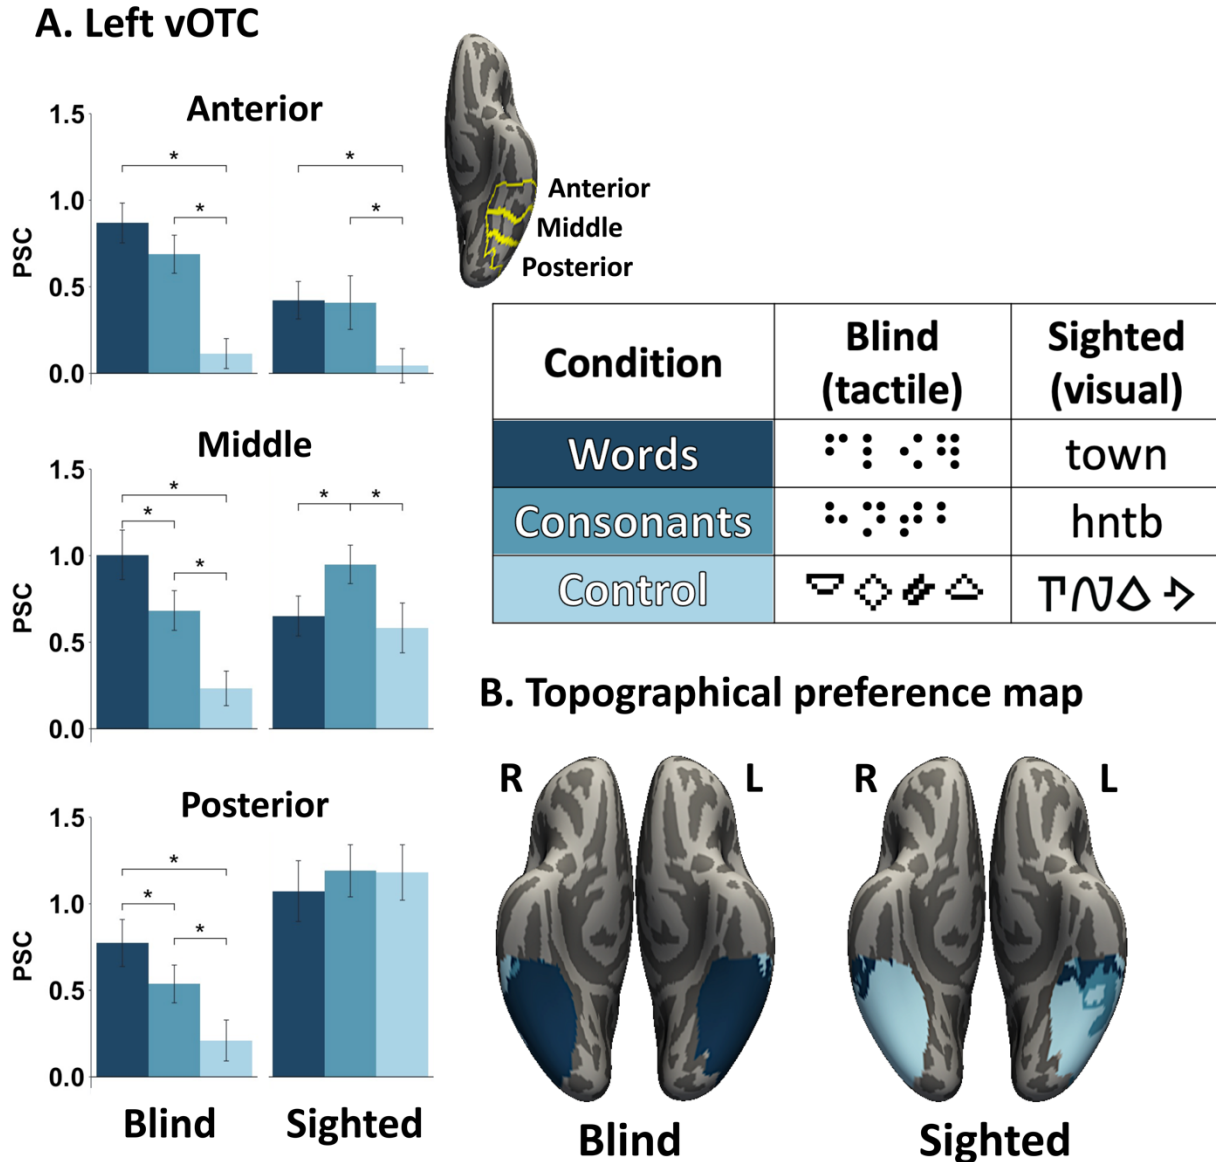 A. Left vOTC
Anterior
1.5
1.0
0.5
0.0
PSC
*
*
*
*
Anterior
Middle
Posterior
Middle
1.5
1.0
0.5
0.0
PSC
*
*
*
*
*
Posterior
1.5
1.0
0.5
0.0
PSC
*
*
*
Blind
Sighted
Condition
Blind
(tactile)
Sighted
(visual)
Words
town
Consonants
hntb
Control
B. Topographical preference map
R
L
R
L
Blind
Sighted